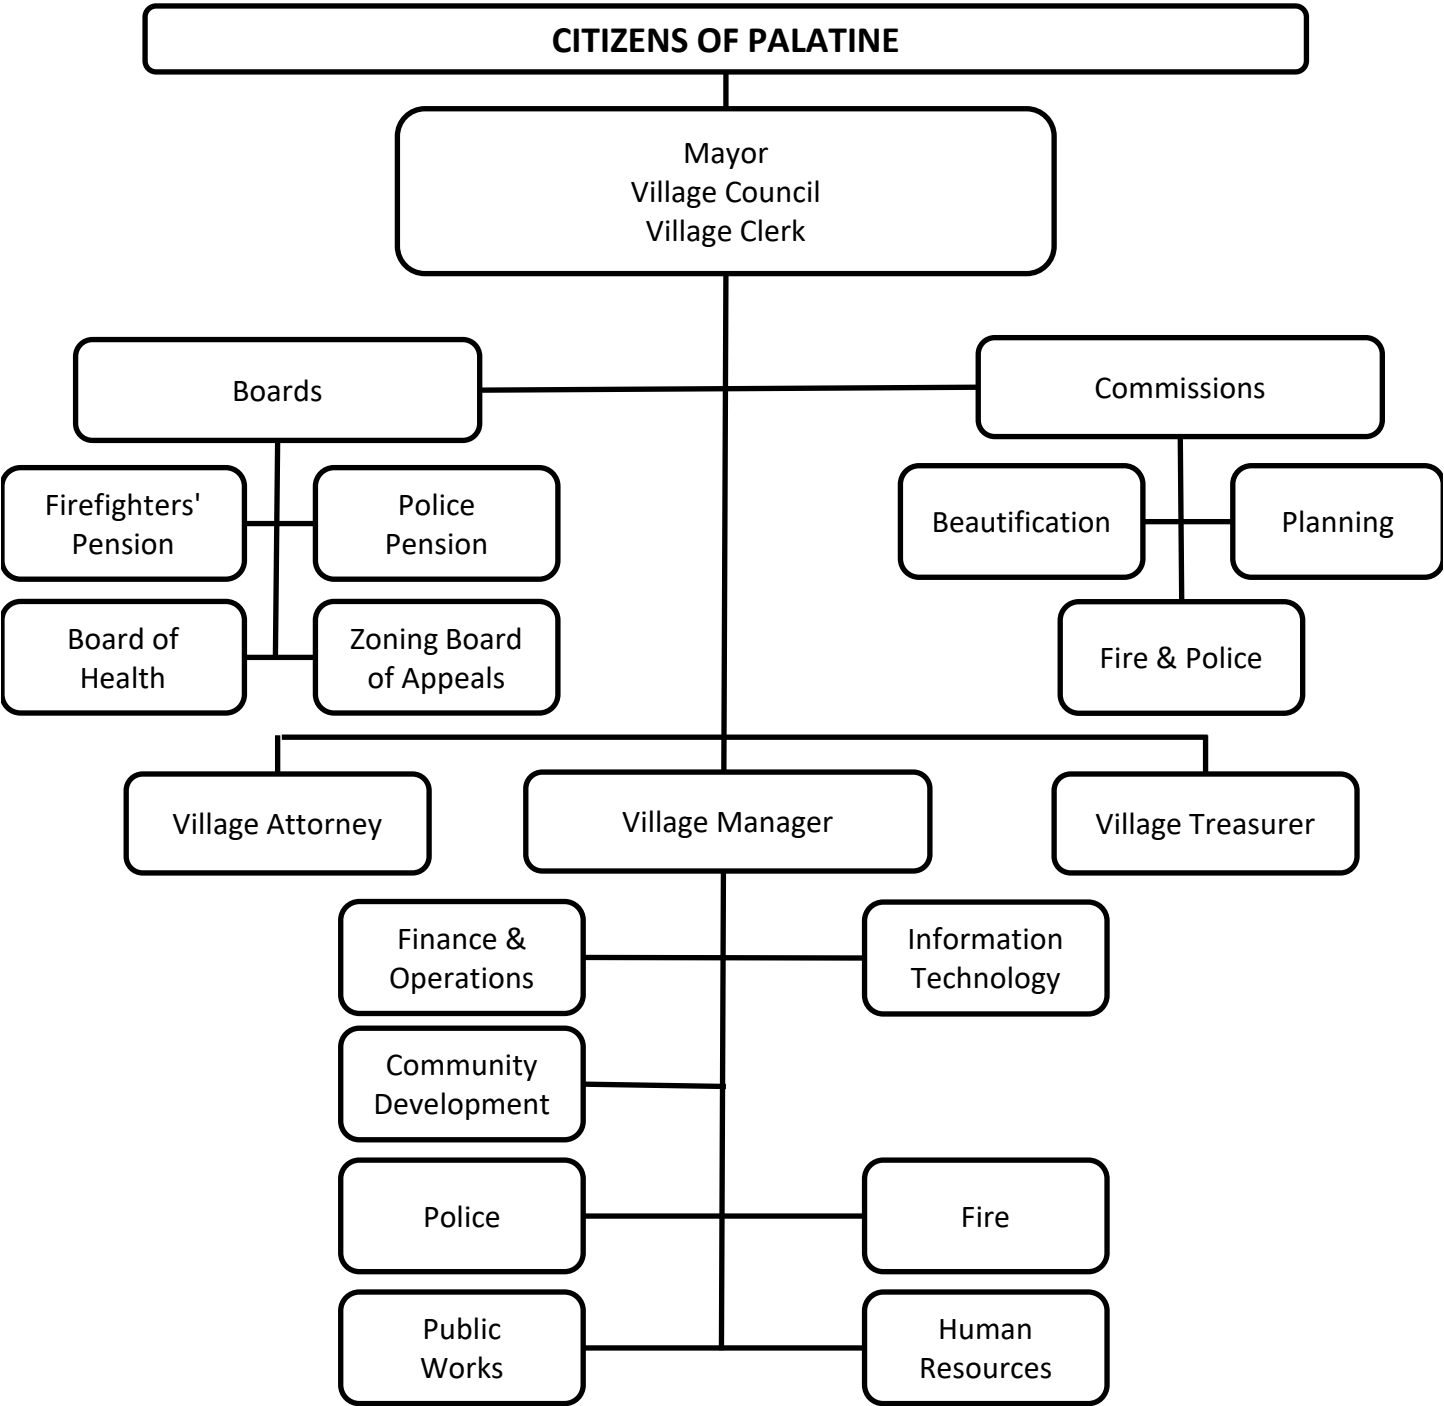 CITIZENS OF PALATINE
Mayor
Village Council
Village Clerk
Boards
Commissions
Firefighters'
Pension
Police
Pension
Beautification
Planning
Board of
Health
Zoning Board
of Appeals
Fire & Police
Village Attorney
Village Manager
Village Treasurer
Finance &
Operations
Information
Technology
Community
Development
Police
Fire
Public
Works
Human
Resources